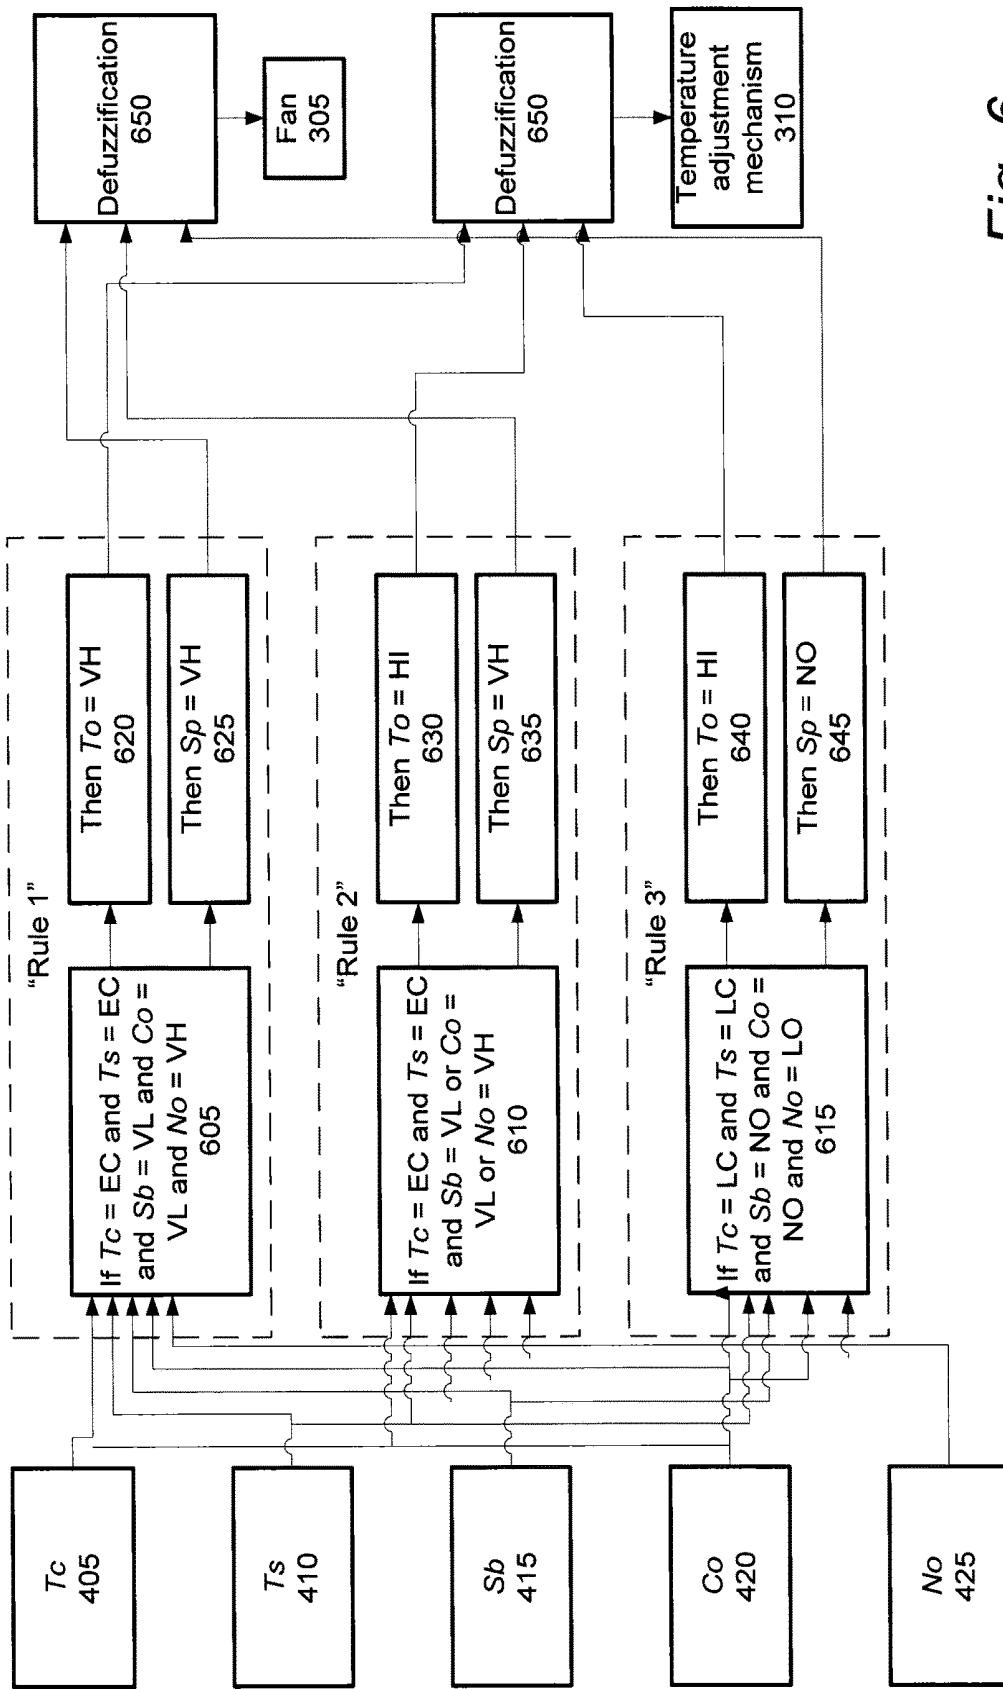 Tc
405
Ts
410
Sb
415
Co
420
No
425
“Rule 1”
If Tc = EC and Ts = EC
and Sb = VL and Co =
VL and No = VH
605
Then To = VH
620
Then Sp = VH
625
“Rule 2”
If Tc = EC and Ts = EC
and Sb = VL or Co =
VL or No = VH
610
Then To = HI
630
Then Sp = VH
635
“Rule 3”
If Tc = LC and Ts = LC
and Sb = NO and Co =
NO and No = LO
615
Then To = HI
640
Then Sp = NO
645
Defuzzification
650
Fan
305
Defuzzification
650
Temperature
adjustment
mechanism
310
Fig. 6